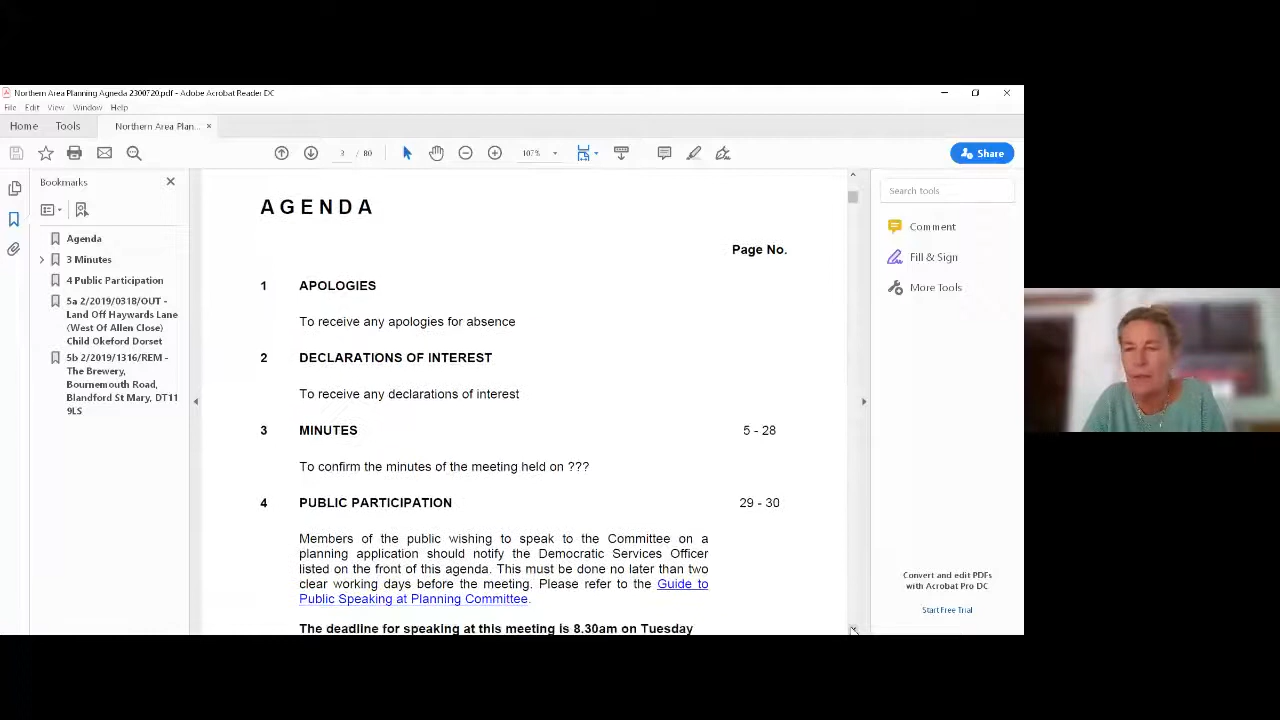 Northern Area Planning Agneda 2300720.pdf - Adobe Acrobat Reader DC
File Edit View Window Help
Home Tools Northern Area Plan... ×
3 / 80 107% Share
Bookmarks
Agenda
3 Minutes
4 Public Participation
5a 2/2019/0318/OUT -
Land Off Haywards Lane
(West Of Allen Close)
Child Okeford Dorset
5b 2/2019/1316/REM -
The Brewery,
Bournemouth Road,
Blandford St Mary, DT11
9LS
AGENDA
Page No.
1 APOLOGIES
To receive any apologies for absence
2 DECLARATIONS OF INTEREST
To receive any declarations of interest
3 MINUTES 5 - 28
To confirm the minutes of the meeting held on ???
4 PUBLIC PARTICIPATION 29 - 30
Members of the public wishing to speak to the Committee on a
planning application should notify the Democratic Services Officer
listed on the front of this agenda. This must be done no later than two
clear working days before the meeting. Please refer to the Guide to
Public Speaking at Planning Committee.
The deadline for speaking at this meeting is 8.30am on Tuesday
Search tools
Comment
Fill & Sign
More Tools
Convert and edit PDFs
with Acrobat Pro DC
Start Free Trial